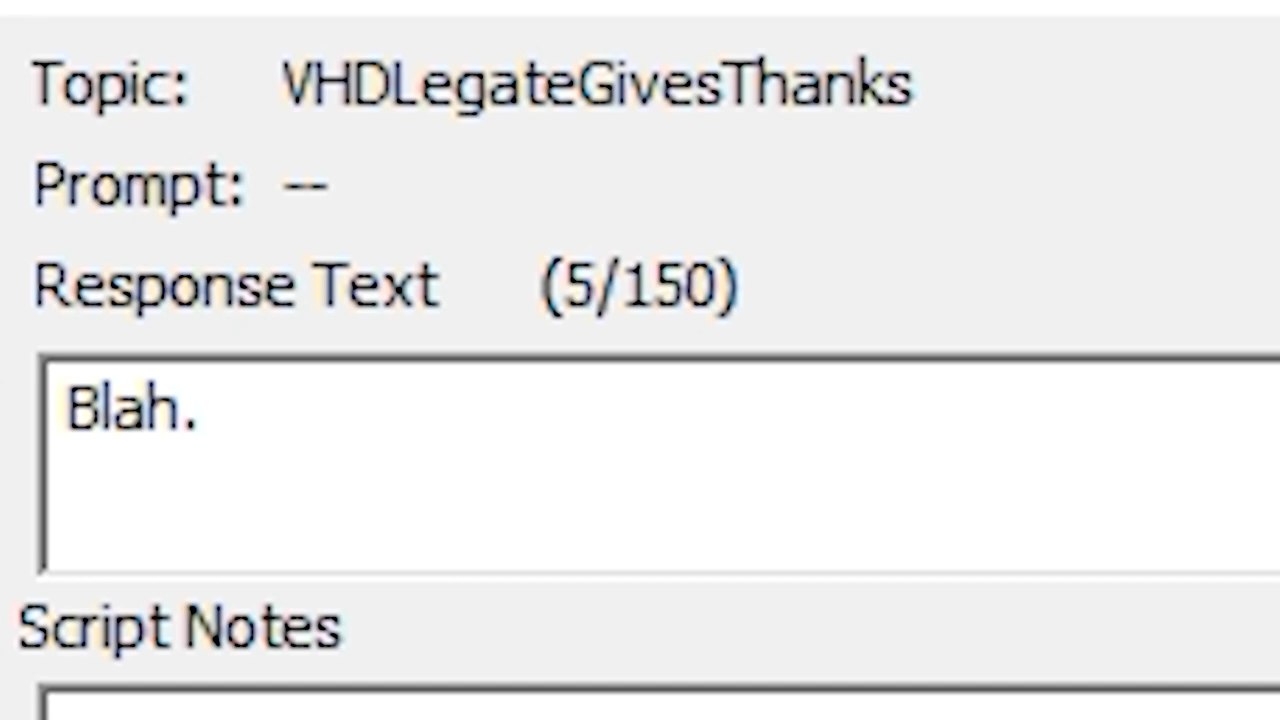 Topic: VHDLegateGivesThanks
Prompt: --
Response Text (5/150)
Blah.
Script Notes